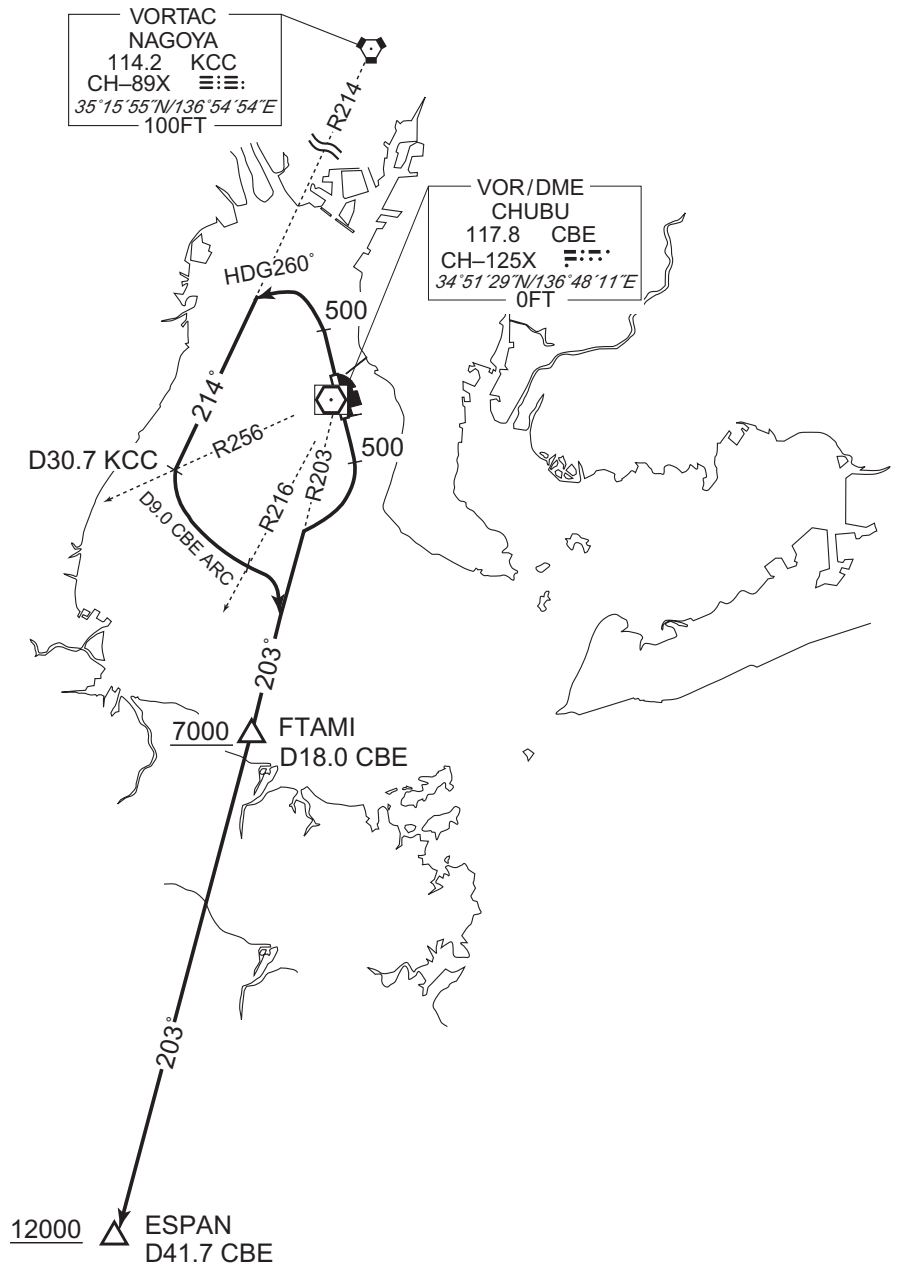 VORTAC
NAGOYA
114.2 KCC
CH–89X
35°15´55˝N/136°54´54˝E
100FT
R214
VOR/DME
CHUBU
117.8 CBE
CH–125X
34°51´29˝N/136°48´11˝E
0FT
HDG260°
500
214°
R256
500
D30.7 KCC
R203
R216
D9.0 CBE ARC
203°
7000
FTAMI
D18.0 CBE
203°
12000
ESPAN
D41.7 CBE